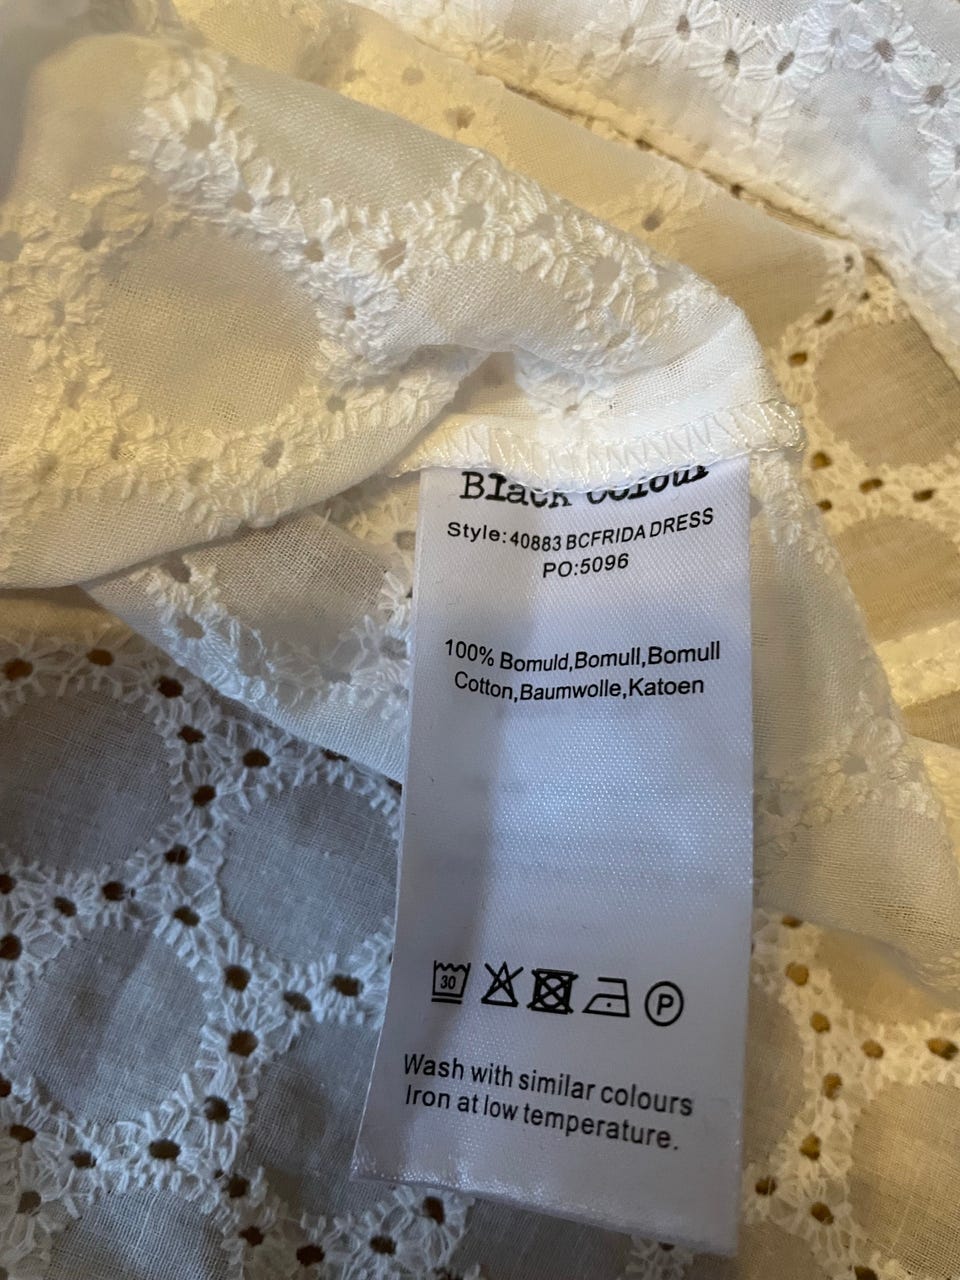 Black Colour
Style:40883 BCFRIDA DRESS
PO:5096
100% Bomuld,Bomull,Bomull
Cotton,Baumwolle,Katoen
30
P
Wash with similar colours
Iron at low temperature.